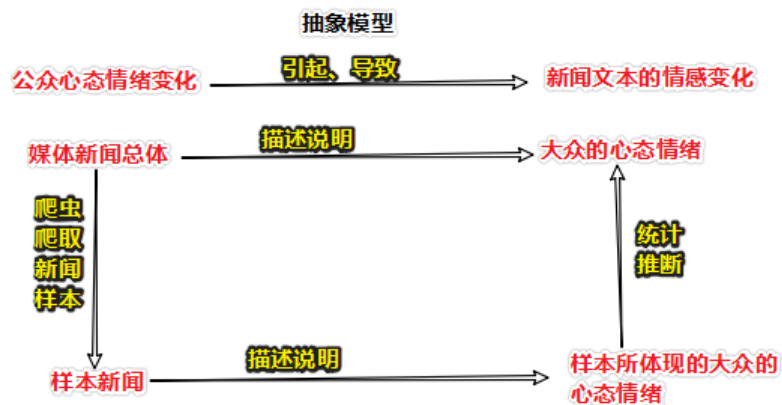 抽象模型
公众心态情绪变化
引起、导致
新闻文本的情感变化
媒体新闻总体
描述说明
大众的心态情绪
爬虫
爬取
新闻
样本
统计
推断
样本新闻
描述说明
样本所体现的大众的
心态情绪